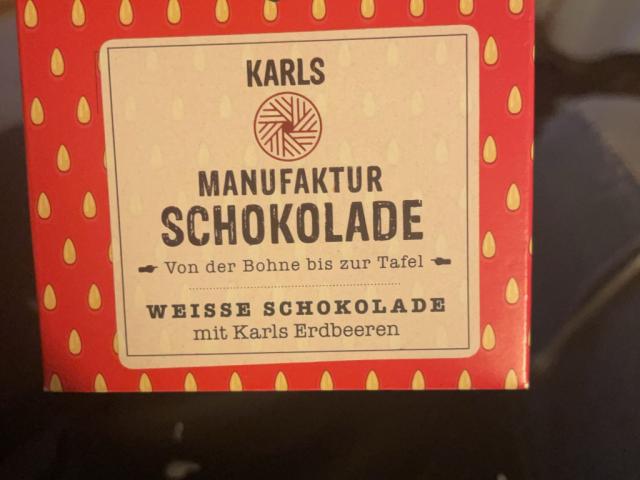 KARLS
MANUFAKTUR
SCHOKOLADE
Von der Bohne bis zur Tafel
WEISSE SCHOKOLADE
mit Karls Erdbeeren